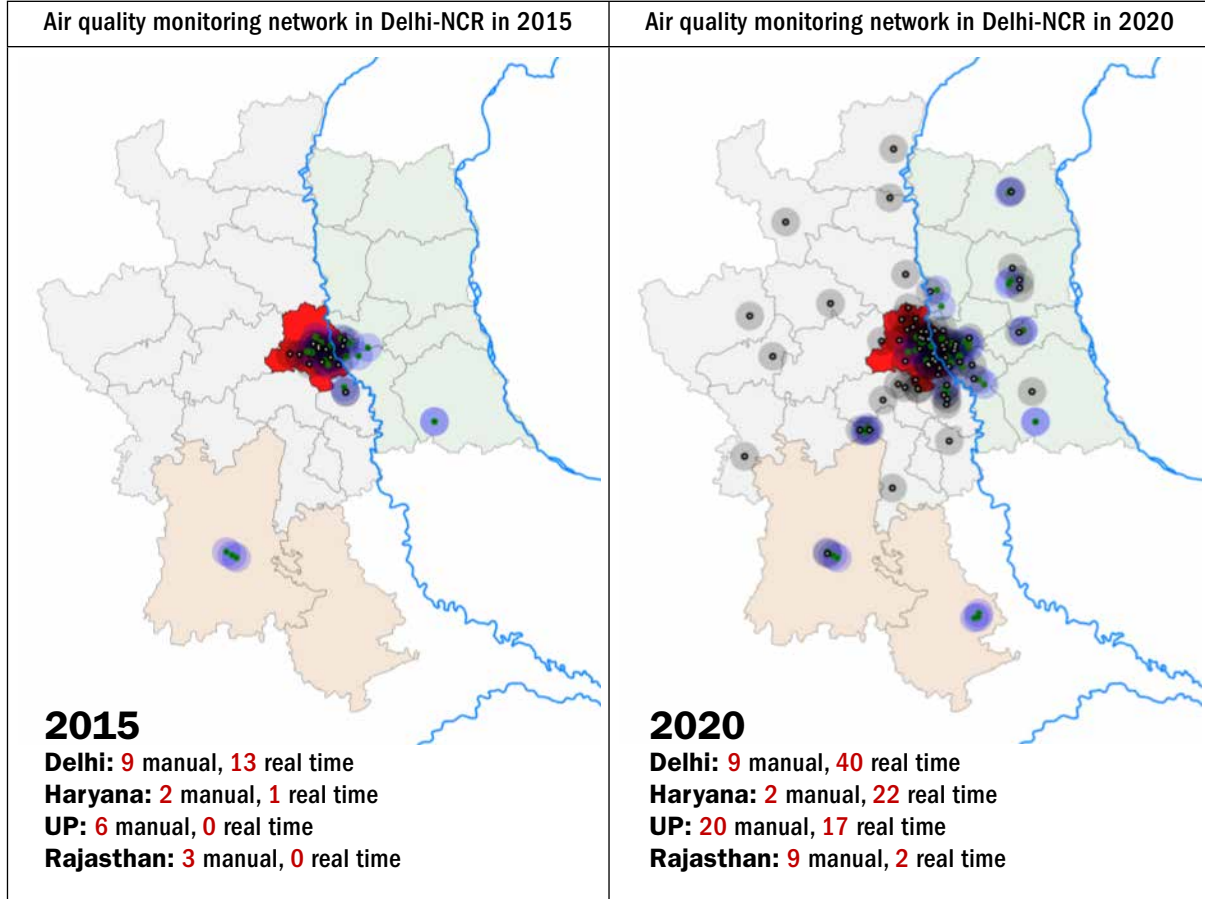 Air quality monitoring network in Delhi-NCR in 2015
Air quality monitoring network in Delhi-NCR in 2020
2015
Delhi: 9 manual, 13 real time
Haryana: 2 manual, 1 real time
UP: 6 manual, 0 real time
Rajasthan: 3 manual, 0 real time
2020
Delhi: 9 manual, 40 real time
Haryana: 2 manual, 22 real time
UP: 20 manual, 17 real time
Rajasthan: 9 manual, 2 real time